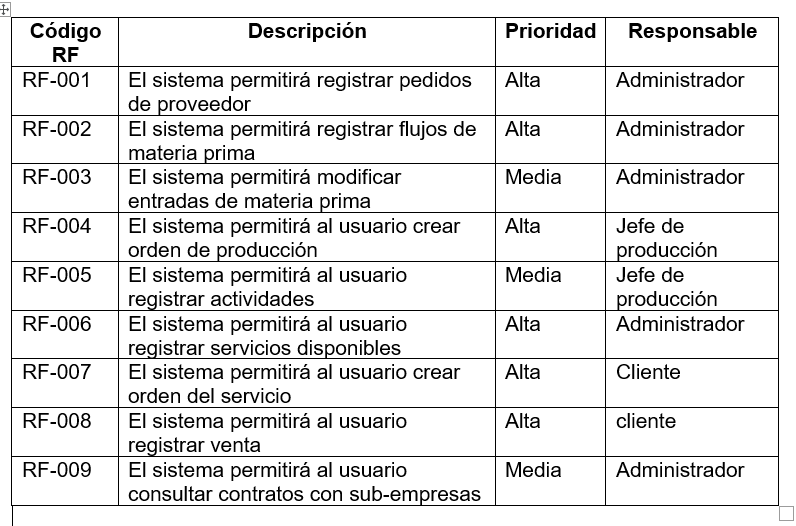 Código RF Descripción Prioridad Responsable
RF-001 El sistema permitirá registrar pedidos de proveedor Alta Administrador
RF-002 El sistema permitirá registrar flujos de materia prima Alta Administrador
RF-003 El sistema permitirá modificar entradas de materia prima Media Administrador
RF-004 El sistema permitirá al usuario crear orden de producción Alta Jefe de producción
RF-005 El sistema permitirá al usuario registrar actividades Media Jefe de producción
RF-006 El sistema permitirá al usuario registrar servicios disponibles Alta Administrador
RF-007 El sistema permitirá al usuario crear orden del servicio Alta Cliente
RF-008 El sistema permitirá al usuario registrar venta Alta cliente
RF-009 El sistema permitirá al usuario consultar contratos con sub-empresas Media Administrador